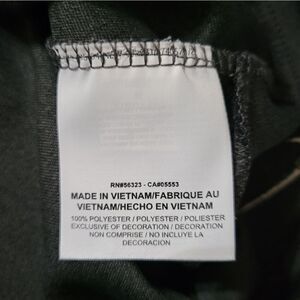 RN#56323 - CA#05553
MADE IN VIETNAM/FABRIQUE AU
VIETNAM/HECHO EN VIETNAM
100% POLYESTER / POLYESTER / POLIESTER
EXCLUSIVE OF DECORATION / DECORATION
NON COMPRISE / NO INCLUYE LA
DECORACIÓN